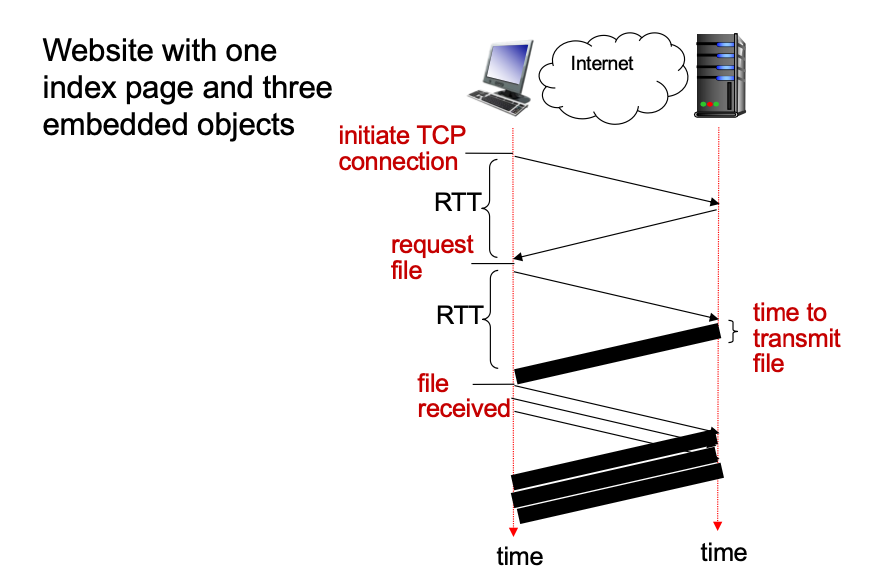 Website with one
index page and three
embedded objects
Internet
initiate TCP
connection
RTT
request
file
RTT
time to
transmit
file
file
received
time
time